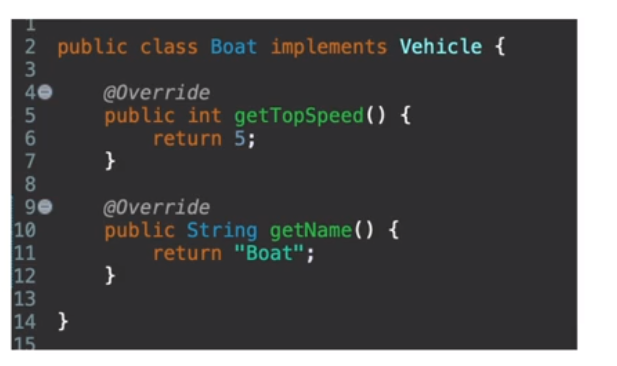 1
2 public class Boat implements Vehicle {
3
4 @Override
5 public int getTopSpeed() {
6 return 5;
7 }
8
9 @Override
10 public String getName() {
11 return "Boat";
12 }
13
14 }
15